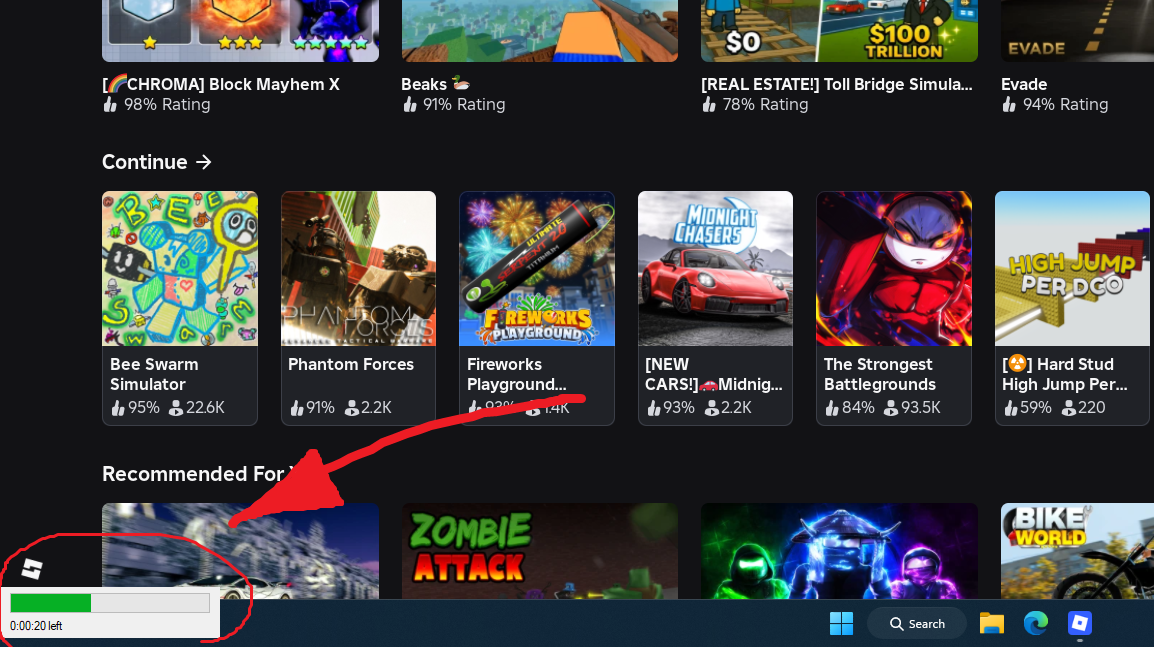 $0
$100
TRILLION
EVADE
[🌈CHROMA] Block Mayhem X
Beaks 🦆
[REAL ESTATE!] Toll Bridge Simula...
Evade
98% Rating
91% Rating
78% Rating
94% Rating
Continue →
BEE
Swarm
PHANTOM
FORCES
ULTIMATE
TITANIUM
FIREWORKS
PLAYGROUND
MIDNIGHT
CHASERS
HIGH JUMP
PER DCO
Bee Swarm
Simulator
Phantom Forces
Fireworks
Playground...
[NEW
CARS!]🚗Midnig...
The Strongest
Battlegrounds
[☢] Hard Stud
High Jump Per...
95% 22.6K
91% 2.2K
93% 1.4K
93% 2.2K
84% 93.5K
59% 220
Recommended For
ZOMBIE
ATTACK
BIKE
WORLD
0:00:20 left
Search